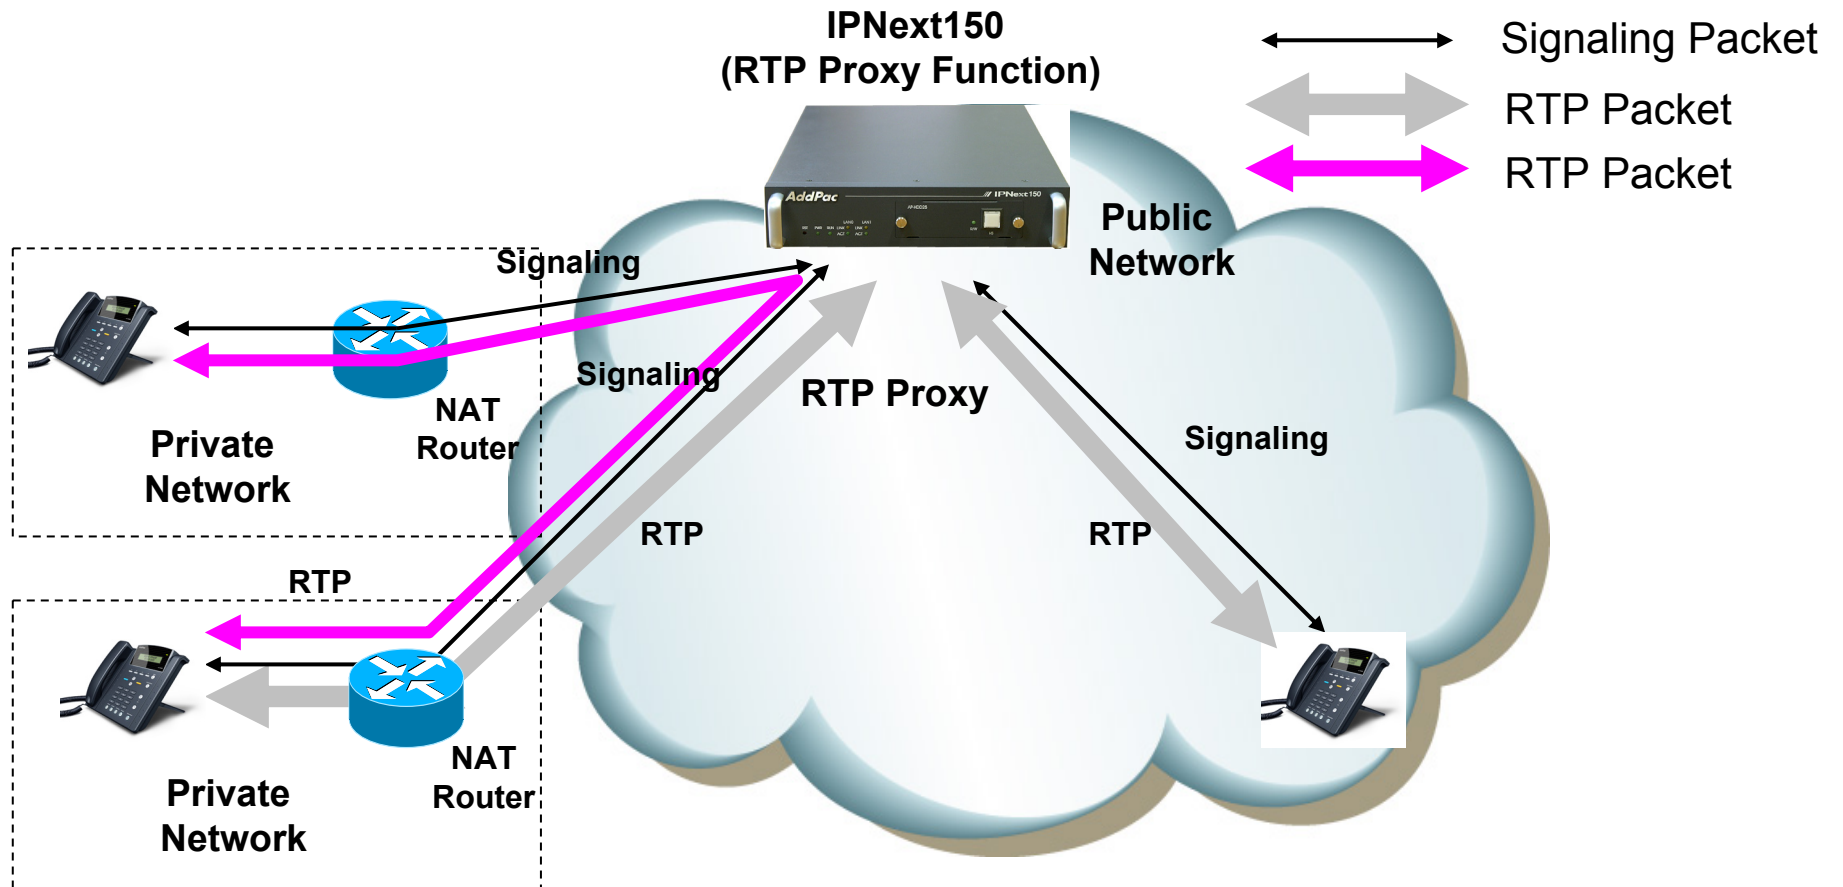 IPNext150
(RTP Proxy Function)
Signaling Packet
RTP Packet
RTP Packet
AddPac
IPNext150
Public
Network
Signaling
Signaling
RTP Proxy
NAT
Router
Private
Network
Signaling
RTP
RTP
RTP
NAT
Router
Private
Network